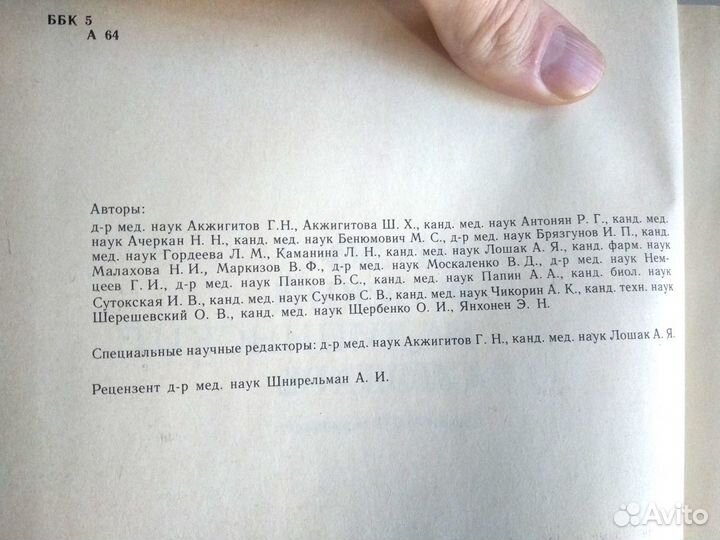 ББК 5
А 64
Авторы:
д-р мед. наук Акжигитов Г.Н., Акжигитова Ш. Х., канд. мед. наук Антонян Р. Г., канд. мед.
наук Ачеркан Н. Н., канд. мед. наук Бенюмович М. С., д-р мед. наук Брязгунов И. П., канд.
мед. наук Гордеева Л. М., Каманина Л. Н., канд. мед. наук Лошак А. Я., канд. фарм. наук
Малахова Н. И., Маркизов В. Ф., д-р мед. наук Москаленко В. Д., д-р мед. наук Нем-
цеев Г. И., д-р мед. наук Панков Б. С., канд. мед. наук Папин А. А., канд. биол. наук
Сутокская И. В., канд. мед. наук Сучков С. В., канд. мед. наук Чикорин А. К., канд. техн. наук
Шерешевский О. В., канд. мед. наук Щербенко О. И., Янхонен Э. Н.
Специальные научные редакторы: д-р мед. наук Акжигитов Г. Н., канд. мед. наук Лошак А. Я.
Рецензент д-р мед. наук Шнирельман А. И.
Avito